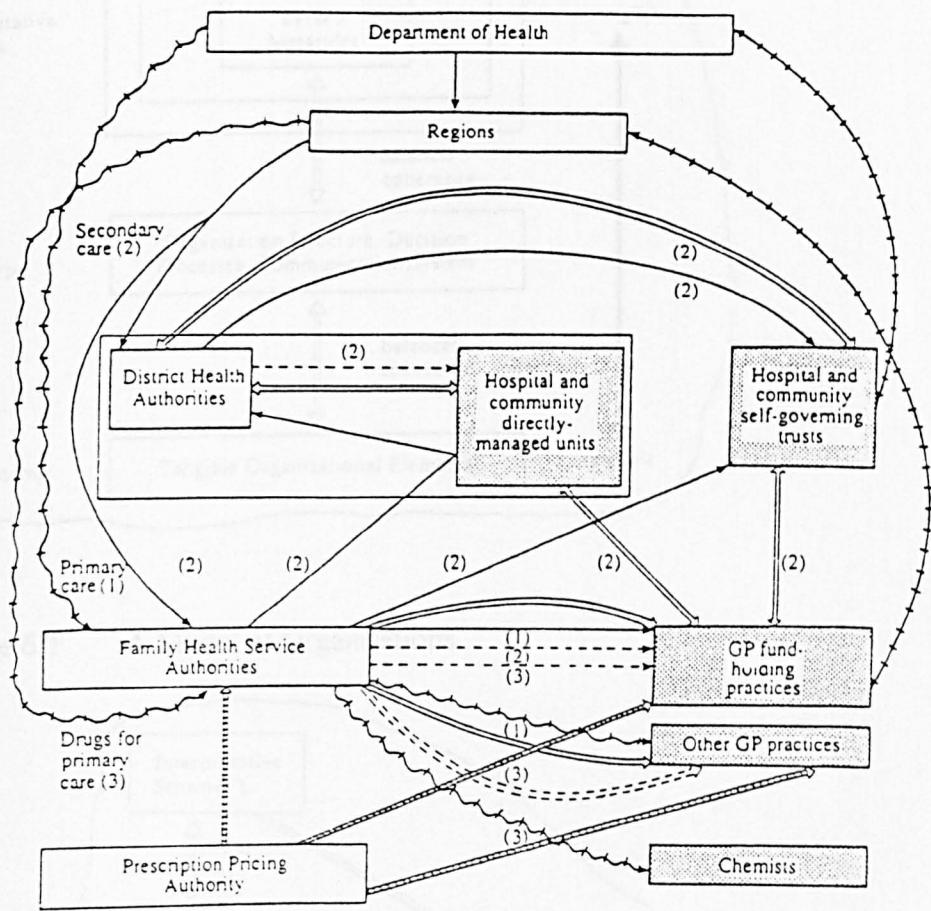 Department of Health
Regions
Secondary
care (2)
(2)
(2)
(2)
District Health
Authorities
Hospital and
community
directly-
managed units
Hospital and
community
self-governing
trusts
Primary
care (1)
(2)
(2)
(2)
(2)
(2)
Family Health Service
Authorities
(1)
(2)
(3)
GP fund-
holding
practices
Drugs for
primary
care (3)
(1)
(3)
Other GP practices
(3)
Prescription Pricing
Authority
Chemists